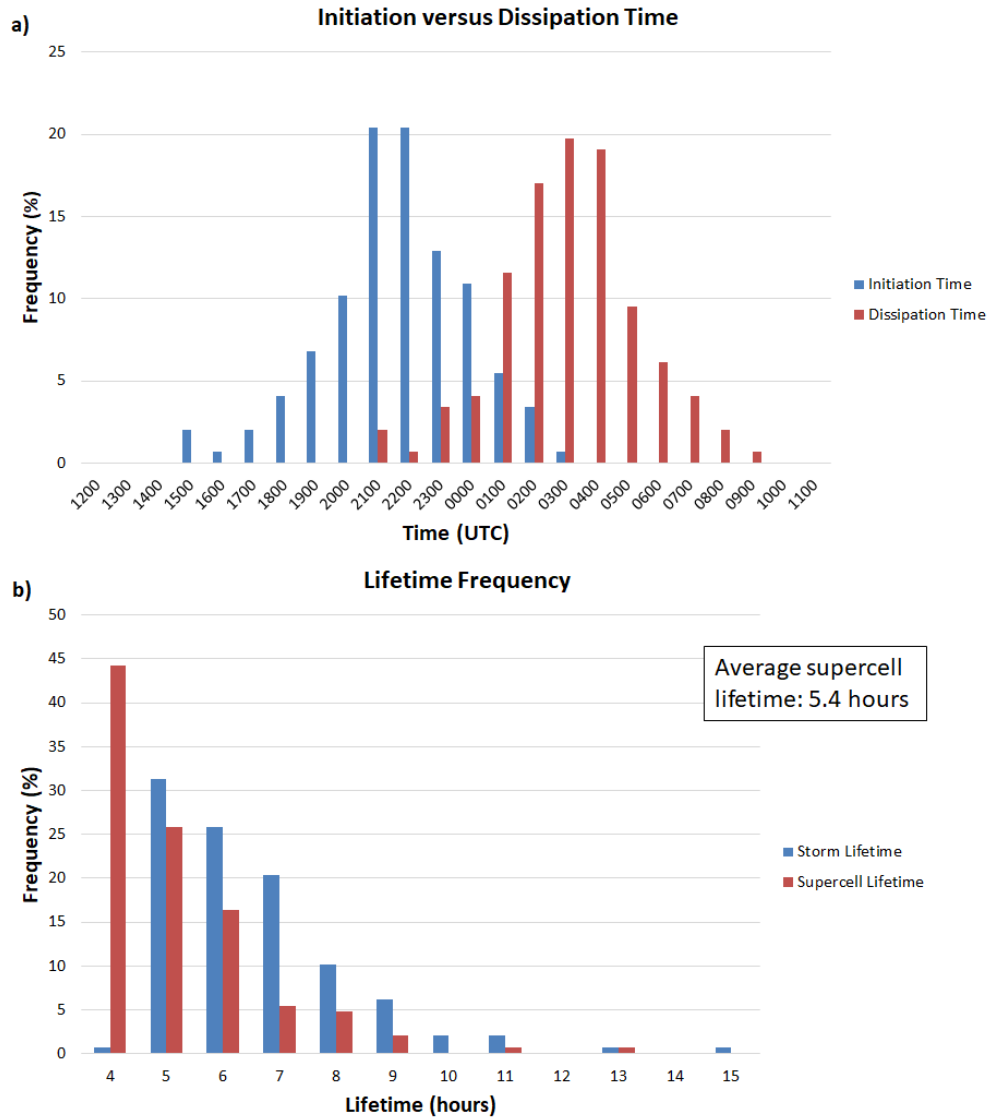 a)
Initiation versus Dissipation Time
25
20
15
10
5
0
Frequency (%)
1200 1300 1400 1500 1600 1700 1800 1900 2000 2100 2200 2300 0000 0100 0200 0300 0400 0500 0600 0700 0800 0900 1000 1100
Time (UTC)
Initiation Time
Dissipation Time
b)
Lifetime Frequency
50
45
40
35
30
25
20
15
10
5
0
Frequency (%)
4 5 6 7 8 9 10 11 12 13 14 15
Lifetime (hours)
Average supercell
lifetime: 5.4 hours
Storm Lifetime
Supercell Lifetime